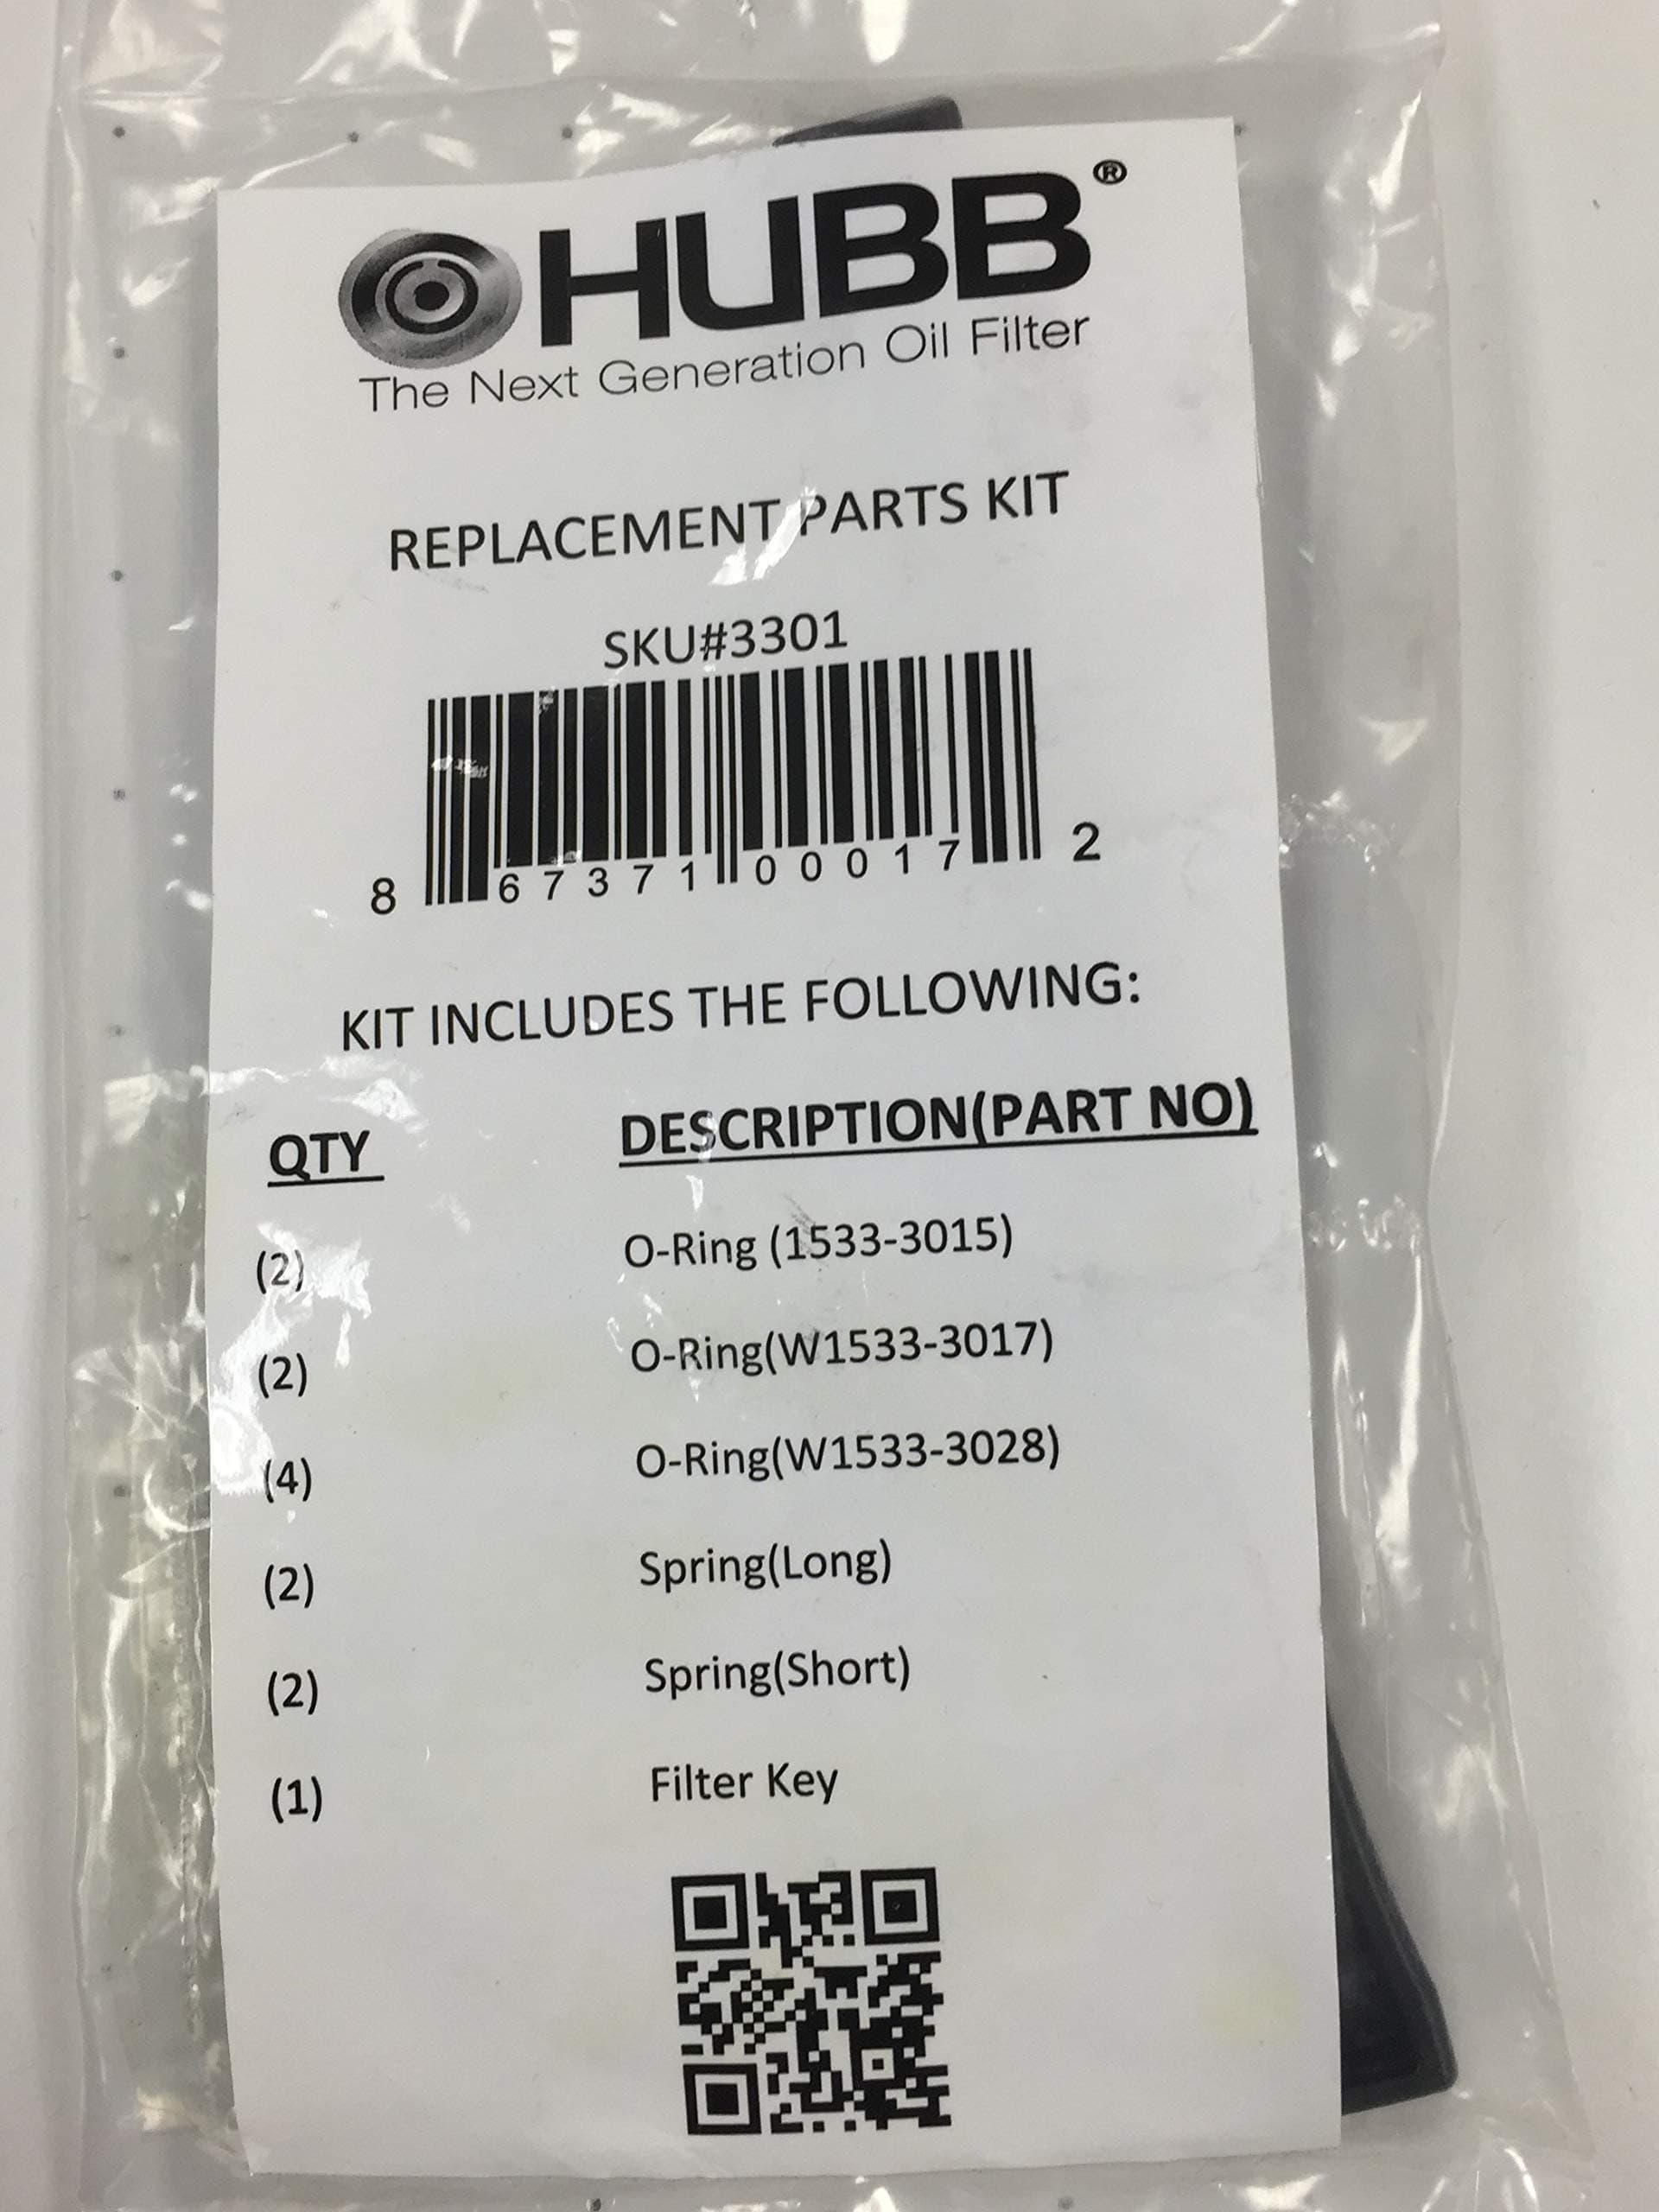 HUBB®
The Next Generation Oil Filter
REPLACEMENT PARTS KIT
SKU#3301
8 67371 00017 2
KIT INCLUDES THE FOLLOWING:
QTY DESCRIPTION(PART NO)
(2) O-Ring (1533-3015)
(2) O-Ring(W1533-3017)
(4) O-Ring(W1533-3028)
(2) Spring(Long)
(2) Spring(Short)
(1) Filter Key